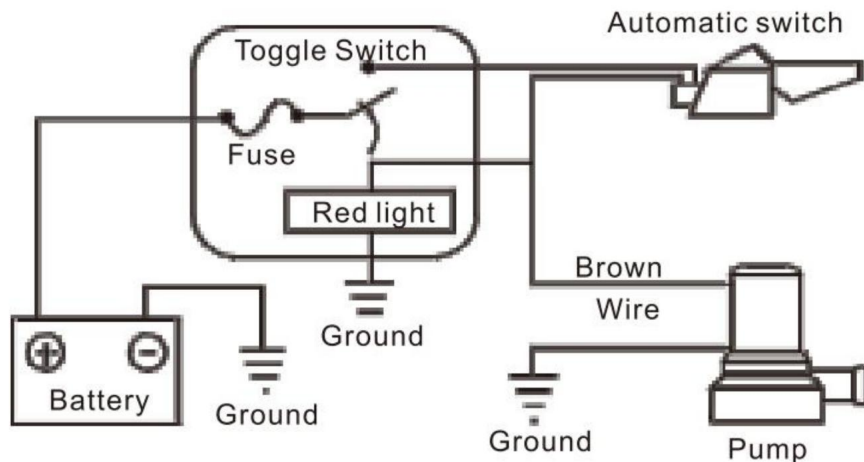 Automatic switch
Toggle Switch
Fuse
Red light
Brown
Wire
Ground
+ -
Battery
Ground
Ground
Pump